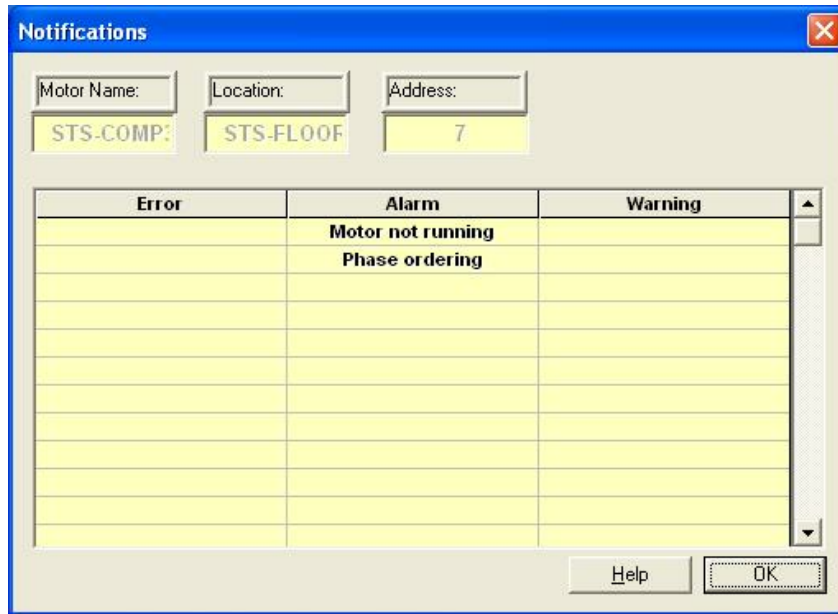 Notifications
Motor Name: Location: Address:
STS-COMP: STS-FLOOR 7
Error Alarm Warning
Motor not running
Phase ordering
Help OK